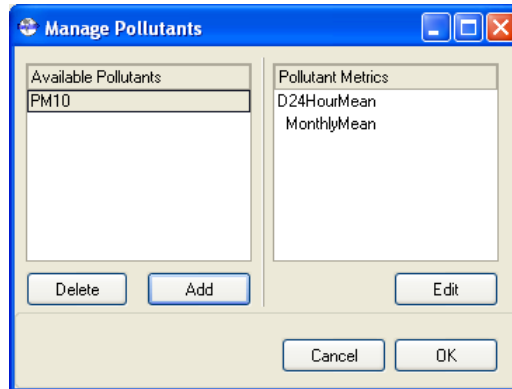 Manage Pollutants
Available Pollutants
PM10
Pollutant Metrics
D24HourMean
MonthlyMean
Delete
Add
Edit
Cancel
OK